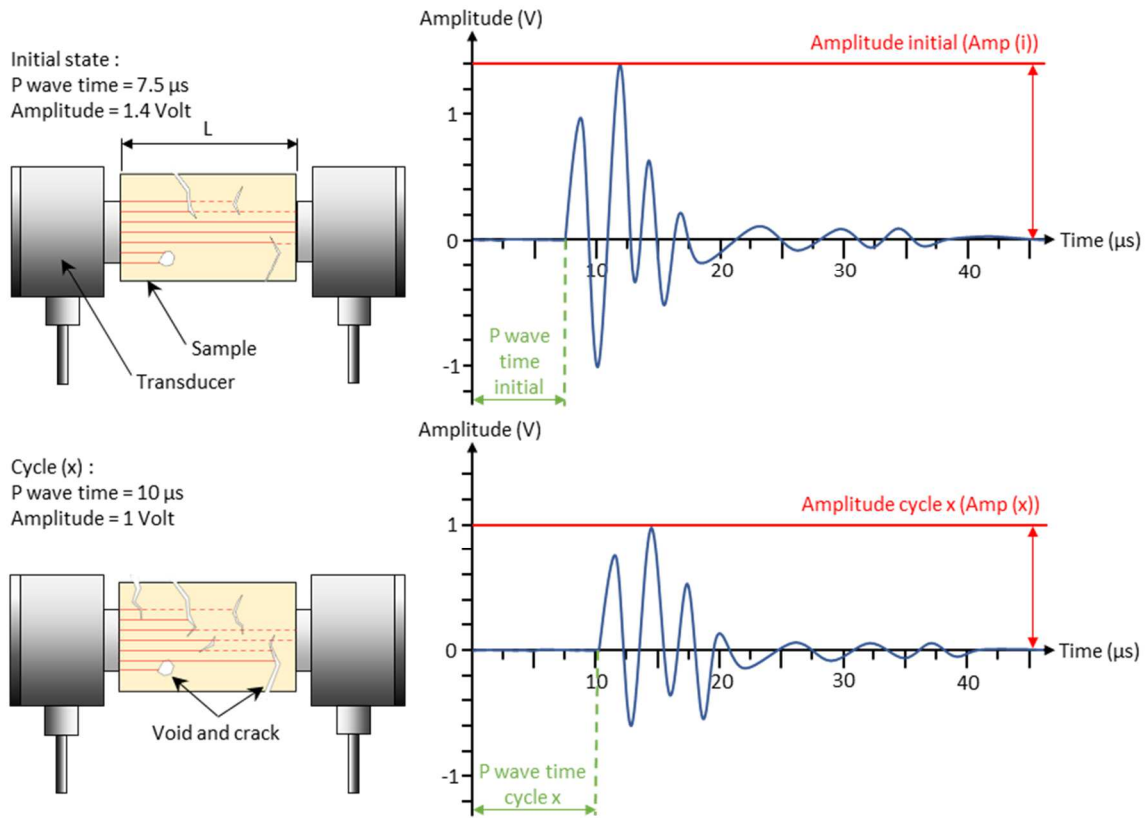 Initial state :
P wave time = 7.5 µs
Amplitude = 1.4 Volt
L
Sample
Transducer
Amplitude (V)
Amplitude initial (Amp (i))
1
0
-1
10
20
30
40
Time (µs)
P wave
time
initial
Cycle (x) :
P wave time = 10 µs
Amplitude = 1 Volt
Void and crack
Amplitude (V)
Amplitude cycle x (Amp (x))
1
0
-1
10
20
30
40
Time (µs)
P wave time
cycle x